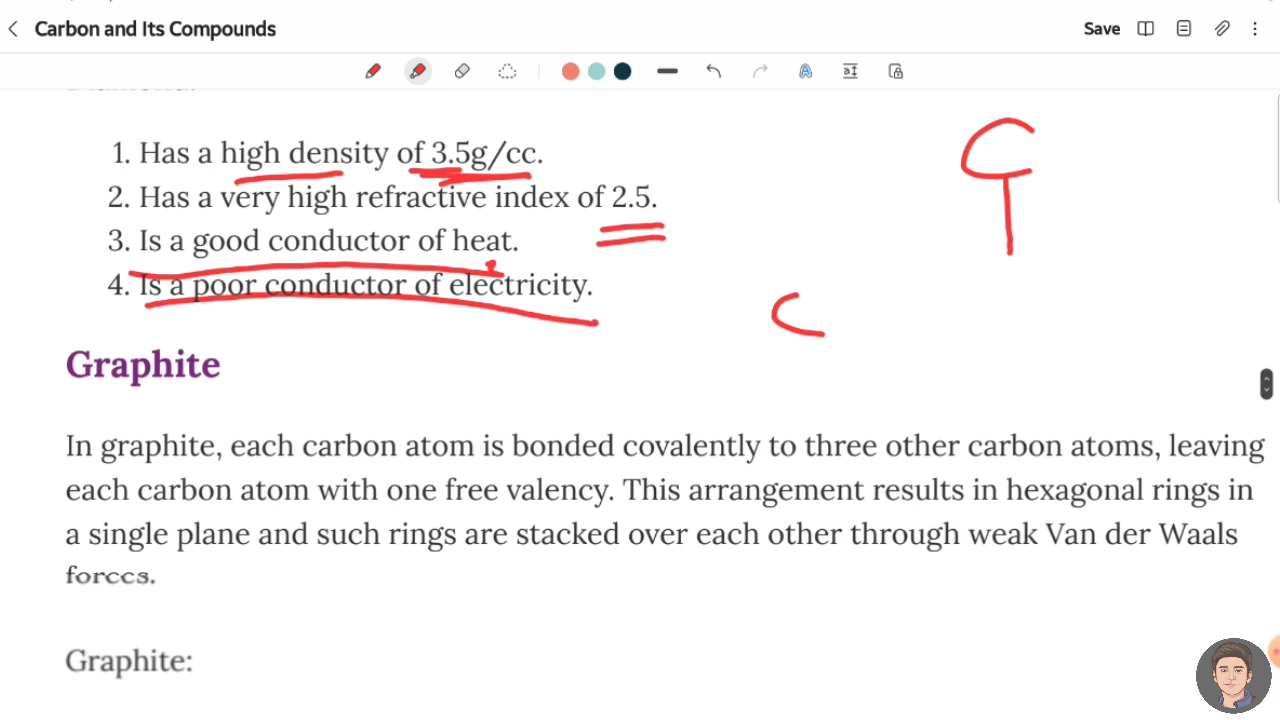 Carbon and Its Compounds
Save
1. Has a high density of 3.5g/cc.
2. Has a very high refractive index of 2.5.
3. Is a good conductor of heat.
4. Is a poor conductor of electricity.
C
C
Graphite
In graphite, each carbon atom is bonded covalently to three other carbon atoms, leaving
each carbon atom with one free valency. This arrangement results in hexagonal rings in
a single plane and such rings are stacked over each other through weak Van der Waals
forces.
Graphite: